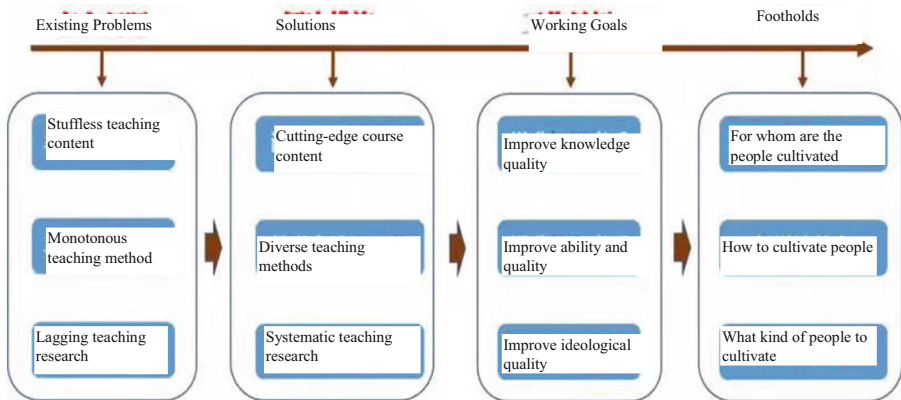 Existing Problems
Solutions
Working Goals
Footholds
Stuffless teaching
content
Monotonous
teaching method
Lagging teaching
research
Cutting-edge course
content
Diverse teaching
methods
Systematic teaching
research
Improve knowledge
quality
Improve ability and
quality
Improve ideological
quality
For whom are the
people cultivated
How to cultivate people
What kind of people to
cultivate